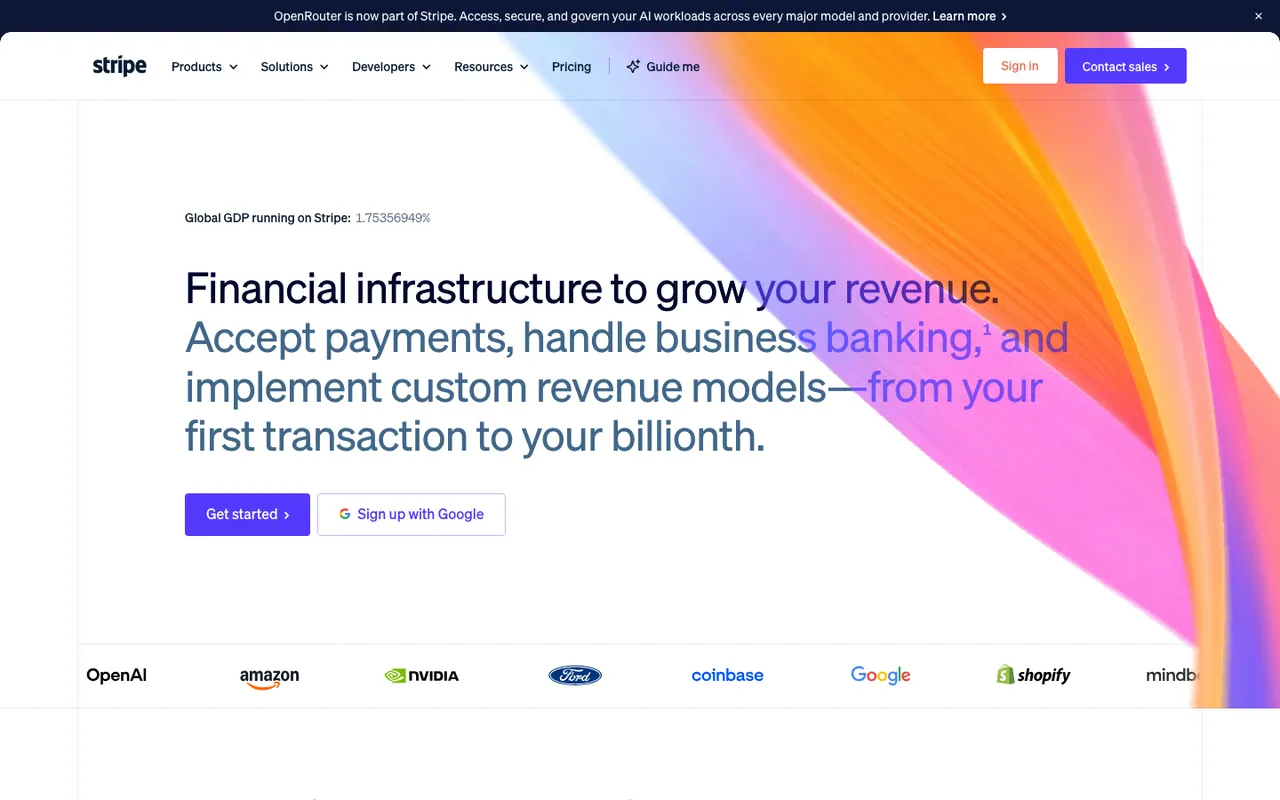 OpenRouter is now part of Stripe. Access, secure, and govern your AI workloads across every major model and provider. Learn more
stripe Products Solutions Developers Resources Pricing Guide me Sign in Contact sales
Global GDP running on Stripe: 1.75356949%
Financial infrastructure to grow your revenue.
Accept payments, handle business banking,¹ and
implement custom revenue models—from your
first transaction to your billionth.
Get started Sign up with Google
OpenAI amazon NVIDIA Ford coinbase Google shopify mindb